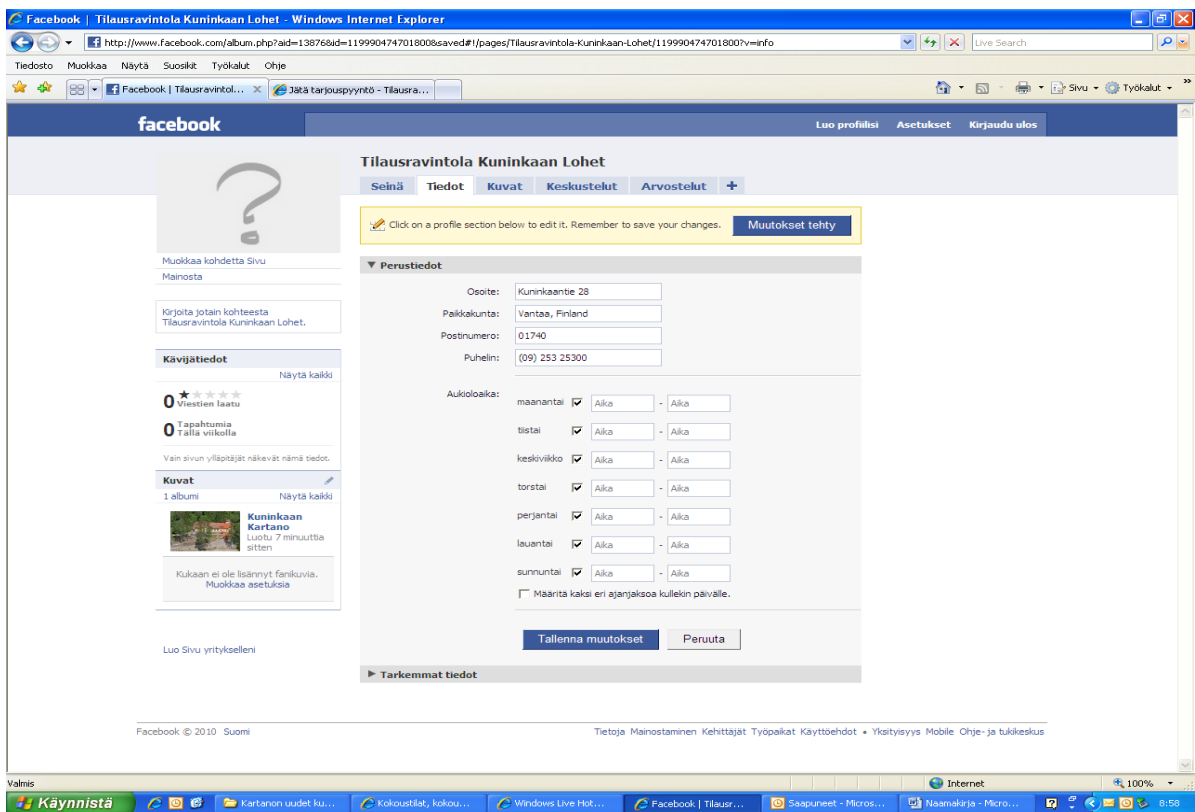 Facebook | Tilausravintola Kuninkaan Lohet - Windows Internet Explorer
http://www.facebook.com/album.php?aid=13876&id=119990474701800&saved#!/pages/Tilausravintola-Kuninkaan-Lohet/119990474701800?v=info
Live Search
Tiedosto Muokkaa Näytä Suosikit Työkalut Ohje
Facebook | Tilausravintol... Jätä tarjouspyyntö - Tilausra...
Sivu Työkalut
facebook
Luo profiilisi Asetukset Kirjaudu ulos
Tilausravintola Kuninkaan Lohet
Seinä Tiedot Kuvat Keskustelut Arvostelut +
Click on a profile section below to edit it. Remember to save your changes. Muutokset tehty
Muokkaa kohdetta Sivu
Mainosta
Kirjoita jotain kohteesta
Tilausravintola Kuninkaan Lohet.
Kävijätiedot
Näytä kaikki
0 Viestien laatu
0 Tapahtumia
Tällä viikolla
Vain sivun ylläpitäjät näkevät nämä tiedot.
Kuvat
1 albumi Näytä kaikki
Kuninkaan
Kartano
Luotu 7 minuuttia
sitten
Kukaan ei ole lisännyt fanikuvia.
Muokkaa asetuksia
Luo Sivu yritykselleni
Perustiedot
Osoite: Kuninkaantie 28
Paikkakunta: Vantaa, Finland
Postinumero: 01740
Puhelin: (09) 253 25300
Aukioloaika:
maanantai Aika - Aika
tiistai Aika - Aika
keskiviikko Aika - Aika
torstai Aika - Aika
perjantai Aika - Aika
lauantai Aika - Aika
sunnuntai Aika - Aika
Määritä kaksi eri ajanjaksoa kullekin päivälle.
Tallenna muutokset Peruuta
Tarkemmat tiedot
Facebook © 2010 Suomi
Tietoja Mainostaminen Kehittäjät Työpaikat Käyttöehdot • Yksityisyys Mobile Ohje- ja tukikeskus
Valmis Internet 100%
Käynnistä Kartanon uudet ku... Kokoustilat, kokou... Windows Live Hot... Facebook | Tilausr... Saapuneet - Micros... Naamakirja - Micro... 8:58